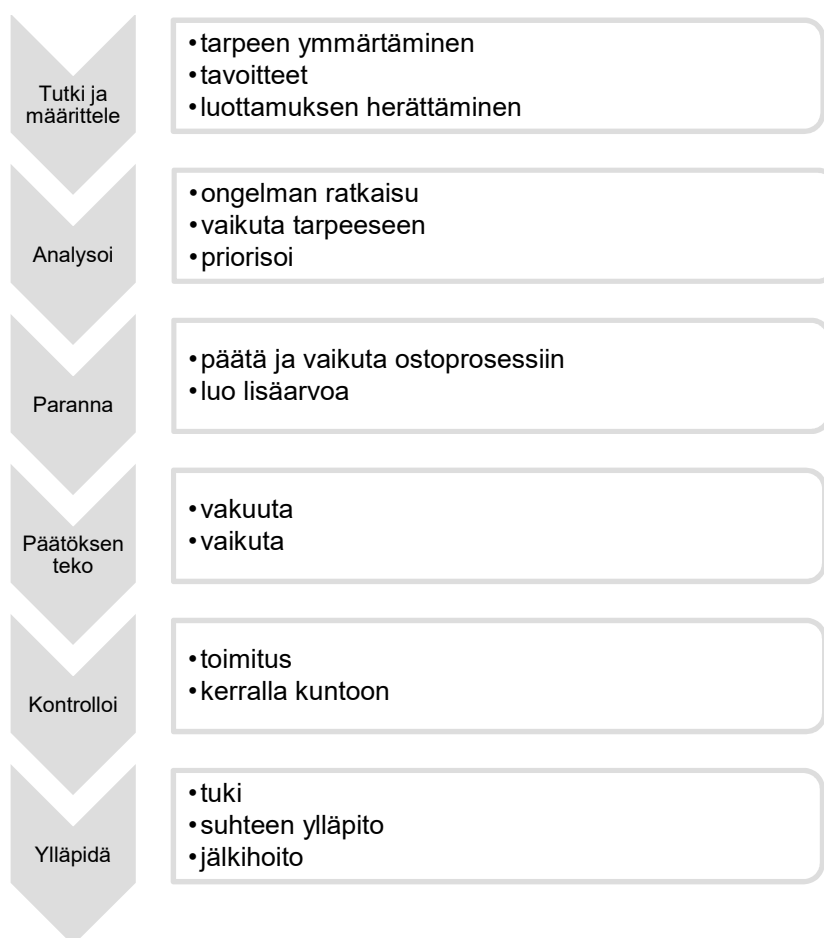 Tutki ja
määrittele
•tarpeen ymmärtäminen
•tavoitteet
•luottamuksen herättäminen
Analysoi
•ongelman ratkaisu
•vaikuta tarpeeseen
•priorisoi
Paranna
•päätä ja vaikuta ostoprosessiin
•luo lisäarvoa
Päätöksen
teko
•vakuuta
•vaikuta
Kontrolloi
•toimitus
•kerralla kuntoon
Ylläpidä
•tuki
•suhteen ylläpito
•jälkihoito